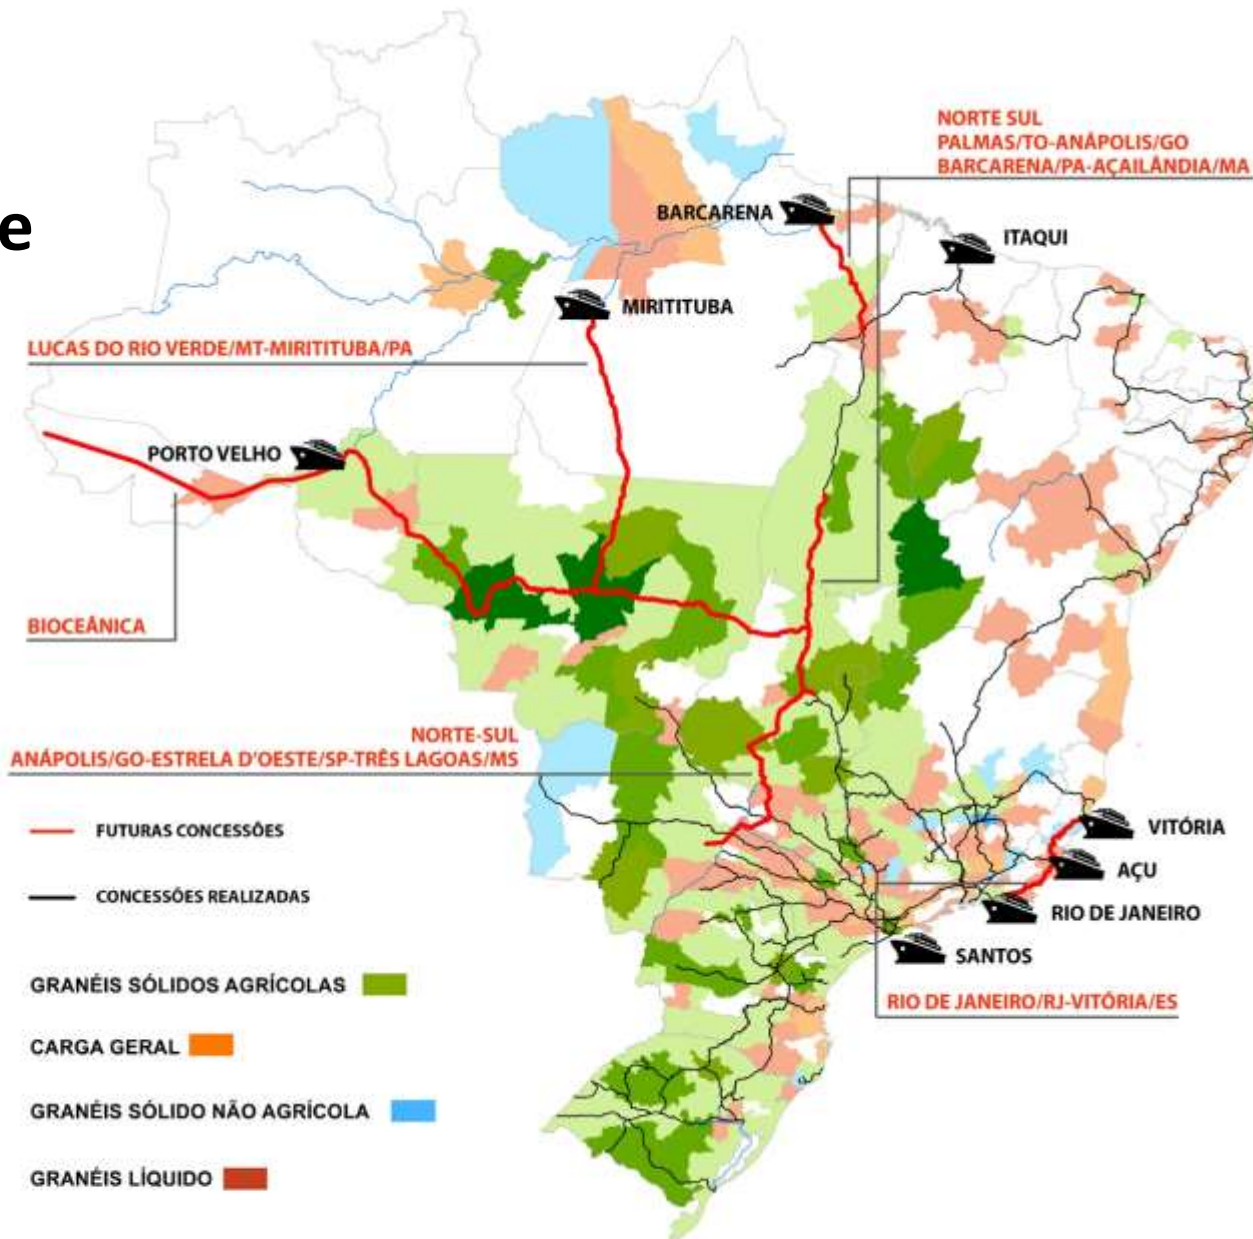 e
NORTE SUL
PALMAS/TO-ANÁPOLIS/GO
BARCARENA/PA-AÇAILÂNDIA/MA
BARCARENA
ITAQUI
MIRITITUBA
LUCAS DO RIO VERDE/MT-MIRITITUBA/PA
PORTO VELHO
BIOCEÂNICA
NORTE-SUL
ANÁPOLIS/GO-ESTRELA D'OESTE/SP-TRÊS LAGOAS/MS
FUTURAS CONCESSÕES
VITÓRIA
AÇU
CONCESSÕES REALIZADAS
RIO DE JANEIRO
SANTOS
GRANÉIS SÓLIDOS AGRÍCOLAS
RIO DE JANEIRO/RJ-VITÓRIA/ES
CARGA GERAL
GRANÉIS SÓLIDO NÃO AGRÍCOLA
GRANÉIS LÍQUIDO